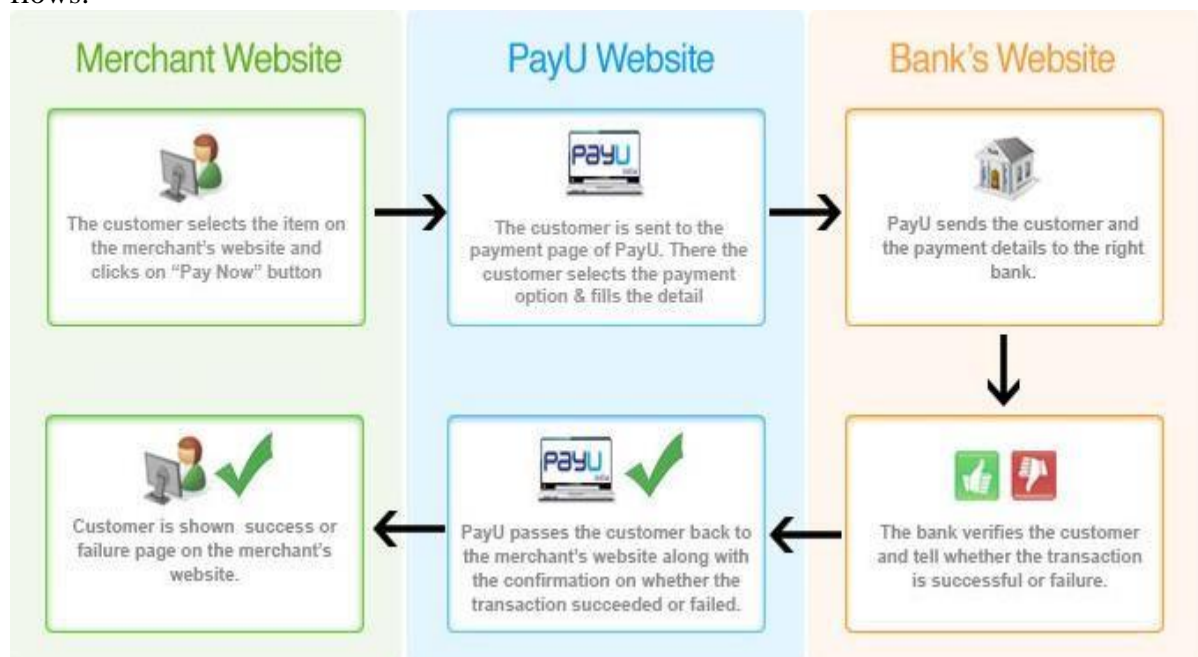 flows:
Merchant Website
PayU Website
Bank's Website
The customer selects the item on
the merchant's website and
clicks on “Pay Now” button
PayU
The customer is sent to the
payment page of PayU. There the
customer selects the payment
option & fills the detail
PayU sends the customer and
the payment details to the right
bank.
Customer is shown success or
failure page on the merchant's
website.
PayU
PayU passes the customer back to
the merchant's website along with
the confirmation on whether the
transaction succeeded or failed.
The bank verifies the customer
and tell whether the transaction
is successful or failure.